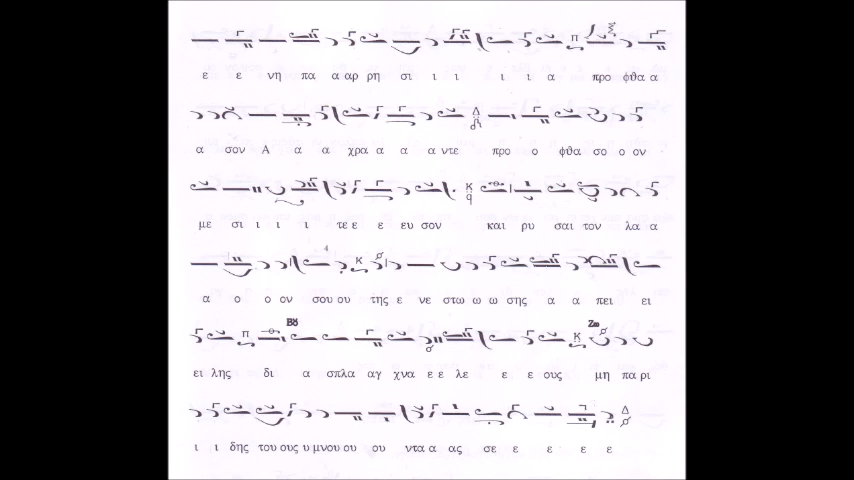 ε ε νη πα α αρ ρη σι ι ι ι ι α προ φθα α
α σον Α α α χρα α α α ντε προ ο φθα σο ο ον
με σι ι ι ι τε ε ε ευ σον και ρυ σαι τον λα α
α ο ο ον σου ου της ε νε στω ω ω σης α α πει ει
ει λης δι α σπλα αγ χνα ε ε λε ε ε ους μη πα ρι
ι ι δης του ους υ μνου ου ου ντα α ας σε ε ε ε ε